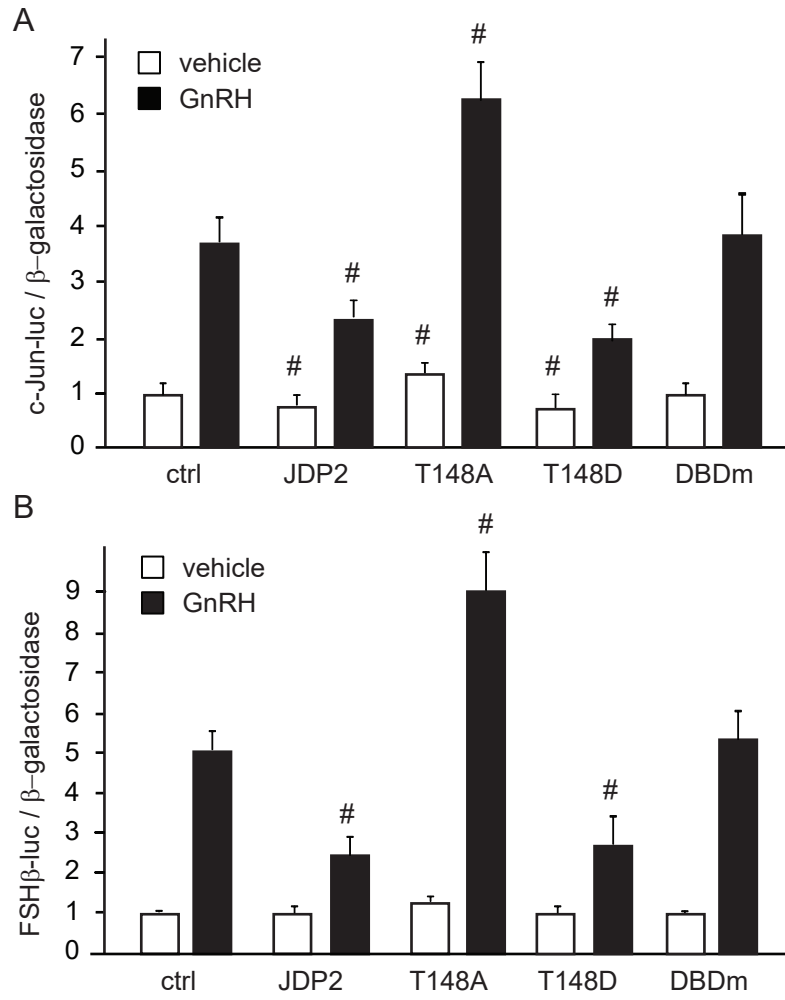 A
c-Jun-luc / β–galactosidase
7
6
5
4
3
2
1
0
vehicle
GnRH
#
#
#
#
#
#
ctrl JDP2 T148A T148D DBDm
B
FSHβ-luc / β–galactosidase
9
8
7
6
5
4
3
2
1
0
vehicle
GnRH
#
#
#
ctrl JDP2 T148A T148D DBDm